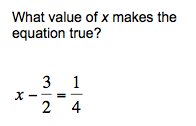 What value of x makes the
equation true?
x − 3/2 = 1/4